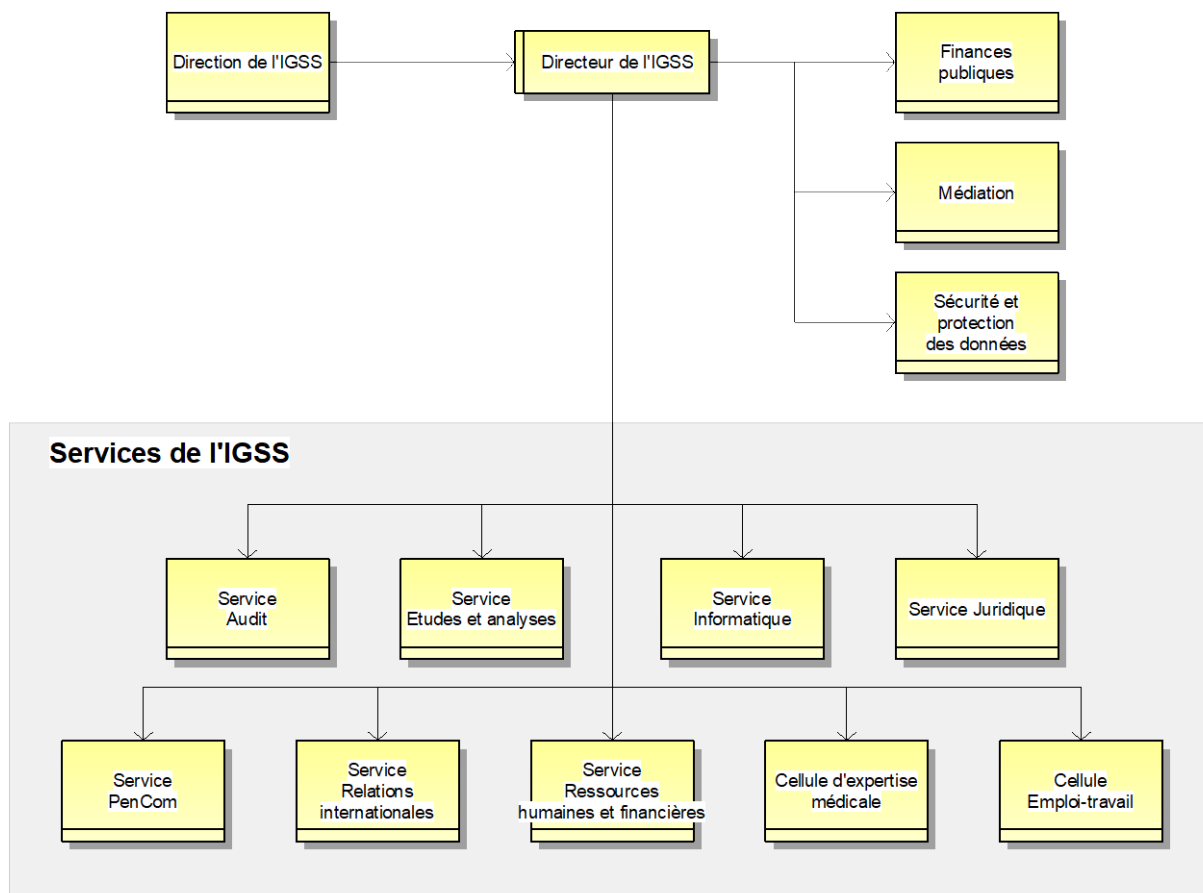 Direction de l'IGSS
Directeur de l'IGSS
Finances
publiques
Médiation
Sécurité et
protection
des données
Services de l'IGSS
Service
Audit
Service
Etudes et analyses
Service
Informatique
Service Juridique
Service
PenCom
Service
Relations
internationales
Service
Ressources
humaines et financières
Cellule d'expertise
médicale
Cellule
Emploi-travail